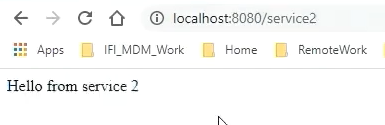 localhost:8080/service2
Apps IFI_MDM_Work Home RemoteWork
Hello from service 2